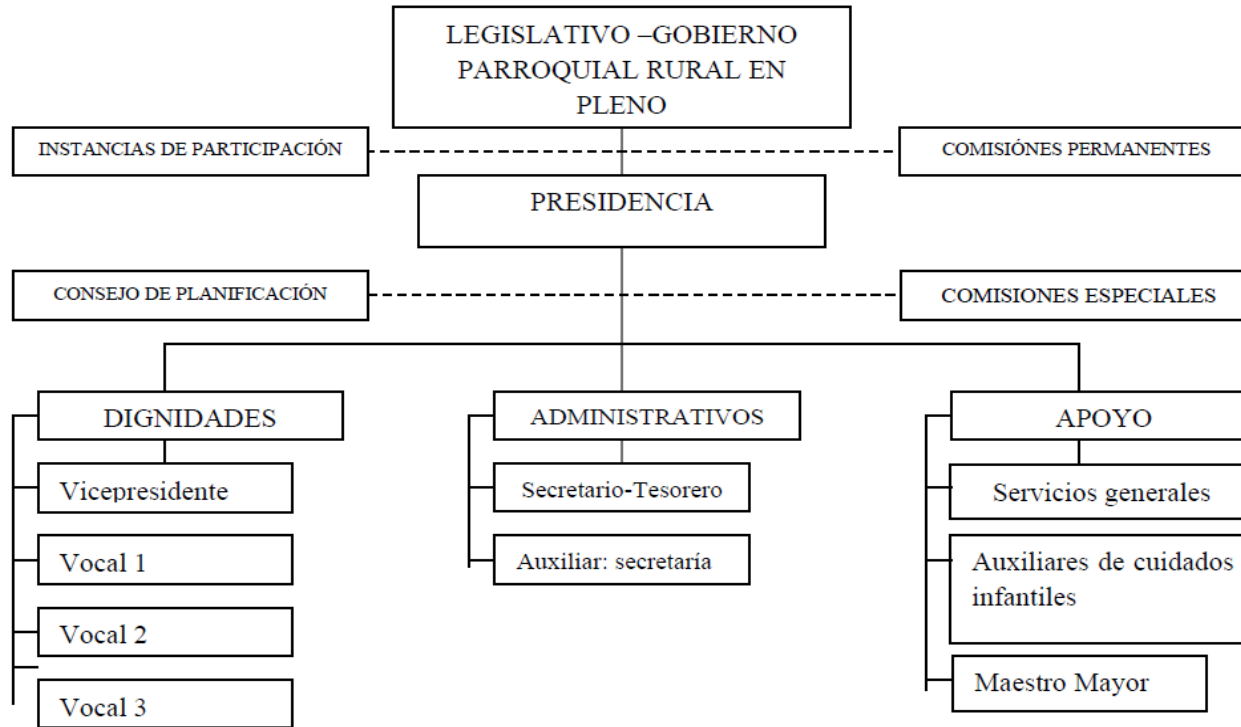 LEGISLATIVO –GOBIERNO
PARROQUIAL RURAL EN
PLENO
INSTANCIAS DE PARTICIPACIÓN
COMISIÓNES PERMANENTES
PRESIDENCIA
CONSEJO DE PLANIFICACIÓN
COMISIONES ESPECIALES
DIGNIDADES
Vicepresidente
Vocal 1
Vocal 2
Vocal 3
ADMINISTRATIVOS
Secretario-Tesorero
Auxiliar: secretaría
APOYO
Servicios generales
Auxiliares de cuidados
infantiles
Maestro Mayor